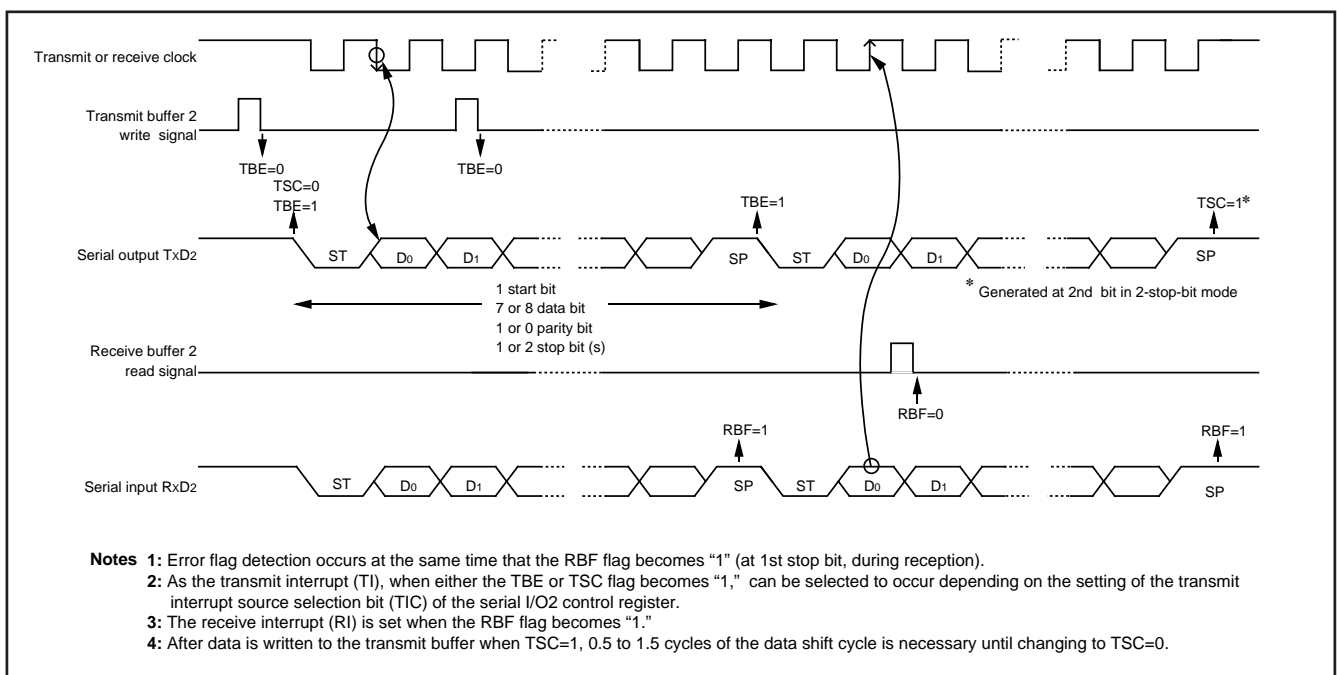 Transmit or receive clock
Transmit buffer 2
write signal
TBE=0
TBE=0
TSC=0
TBE=1
TBE=1
TSC=1*
Serial output TxD2
ST
D0
D1
SP
ST
D0
D1
SP
1 start bit
7 or 8 data bit
1 or 0 parity bit
1 or 2 stop bit (s)
* Generated at 2nd bit in 2-stop-bit mode
Receive buffer 2
read signal
RBF=0
RBF=1
RBF=1
Serial input RxD2
ST
D0
D1
SP
ST
D0
D1
SP
Notes 1: Error flag detection occurs at the same time that the RBF flag becomes “1” (at 1st stop bit, during reception).
2: As the transmit interrupt (TI), when either the TBE or TSC flag becomes “1,” can be selected to occur depending on the setting of the transmit
interrupt source selection bit (TIC) of the serial I/O2 control register.
3: The receive interrupt (RI) is set when the RBF flag becomes “1.”
4: After data is written to the transmit buffer when TSC=1, 0.5 to 1.5 cycles of the data shift cycle is necessary until changing to TSC=0.